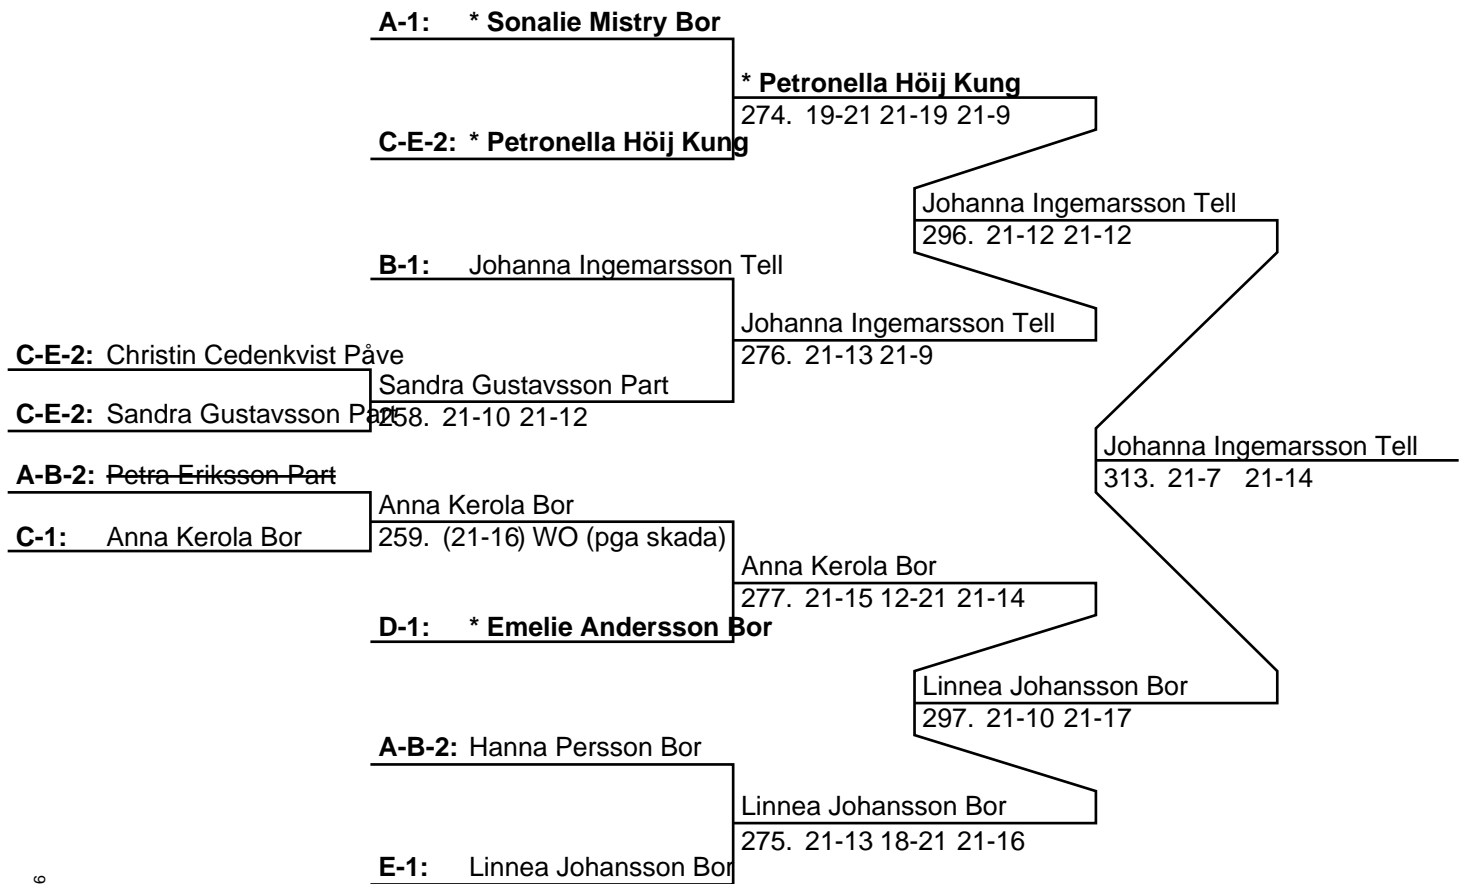 A-1: * Sonalie Mistry Bor
* Petronella Höij Kung
274. 19-21 21-19 21-9
C-E-2: * Petronella Höij Kung
Johanna Ingemarsson Tell
296. 21-12 21-12
B-1: Johanna Ingemarsson Tell
Johanna Ingemarsson Tell
276. 21-13 21-9
C-E-2: Christin Cedenkvist Påve
Sandra Gustavsson Part
258. 21-10 21-12
C-E-2: Sandra Gustavsson Part
Johanna Ingemarsson Tell
313. 21-7 21-14
A-B-2: Petra Eriksson Part
Anna Kerola Bor
259. (21-16) WO (pga skada)
C-1: Anna Kerola Bor
Anna Kerola Bor
277. 21-15 12-21 21-14
D-1: * Emelie Andersson Bor
Linnea Johansson Bor
297. 21-10 21-17
A-B-2: Hanna Persson Bor
Linnea Johansson Bor
275. 21-13 18-21 21-16
E-1: Linnea Johansson Bor
6